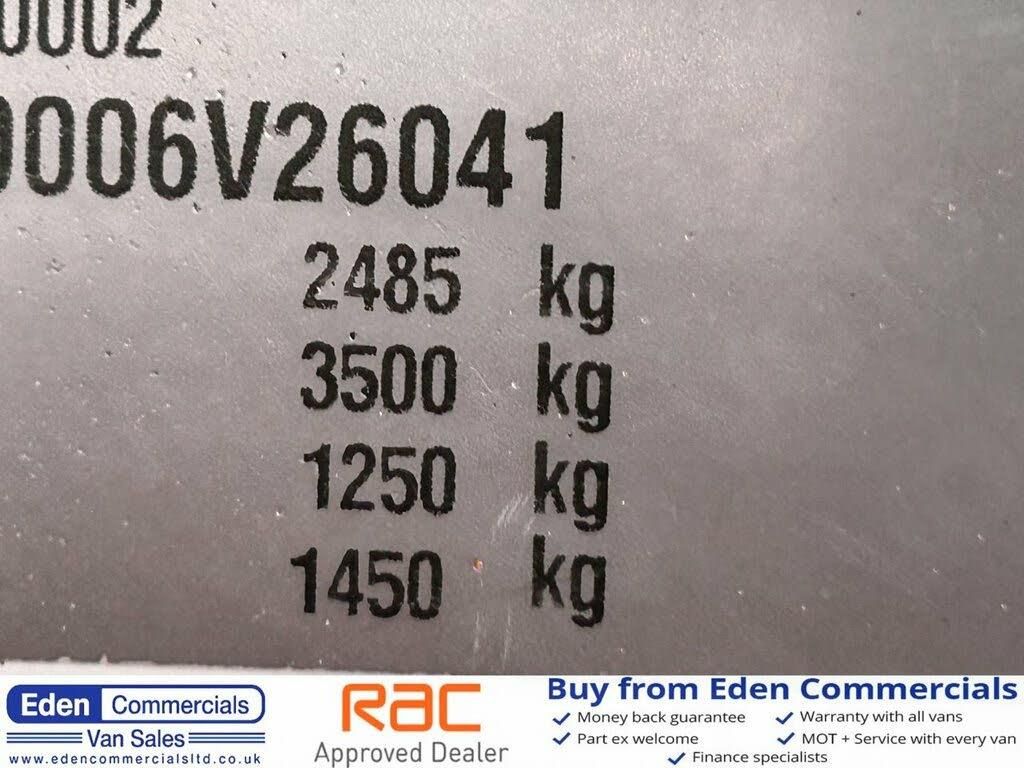 0002
0006V26041
2485 kg
3500 kg
1250 kg
1450 kg
Eden Commercials
Van Sales
www.edencommercialsltd.co.uk
RAC
Approved Dealer
Buy from Eden Commercials
Money back guarantee
Warranty with all vans
Part ex welcome
MOT + Service with every van
Finance specialists